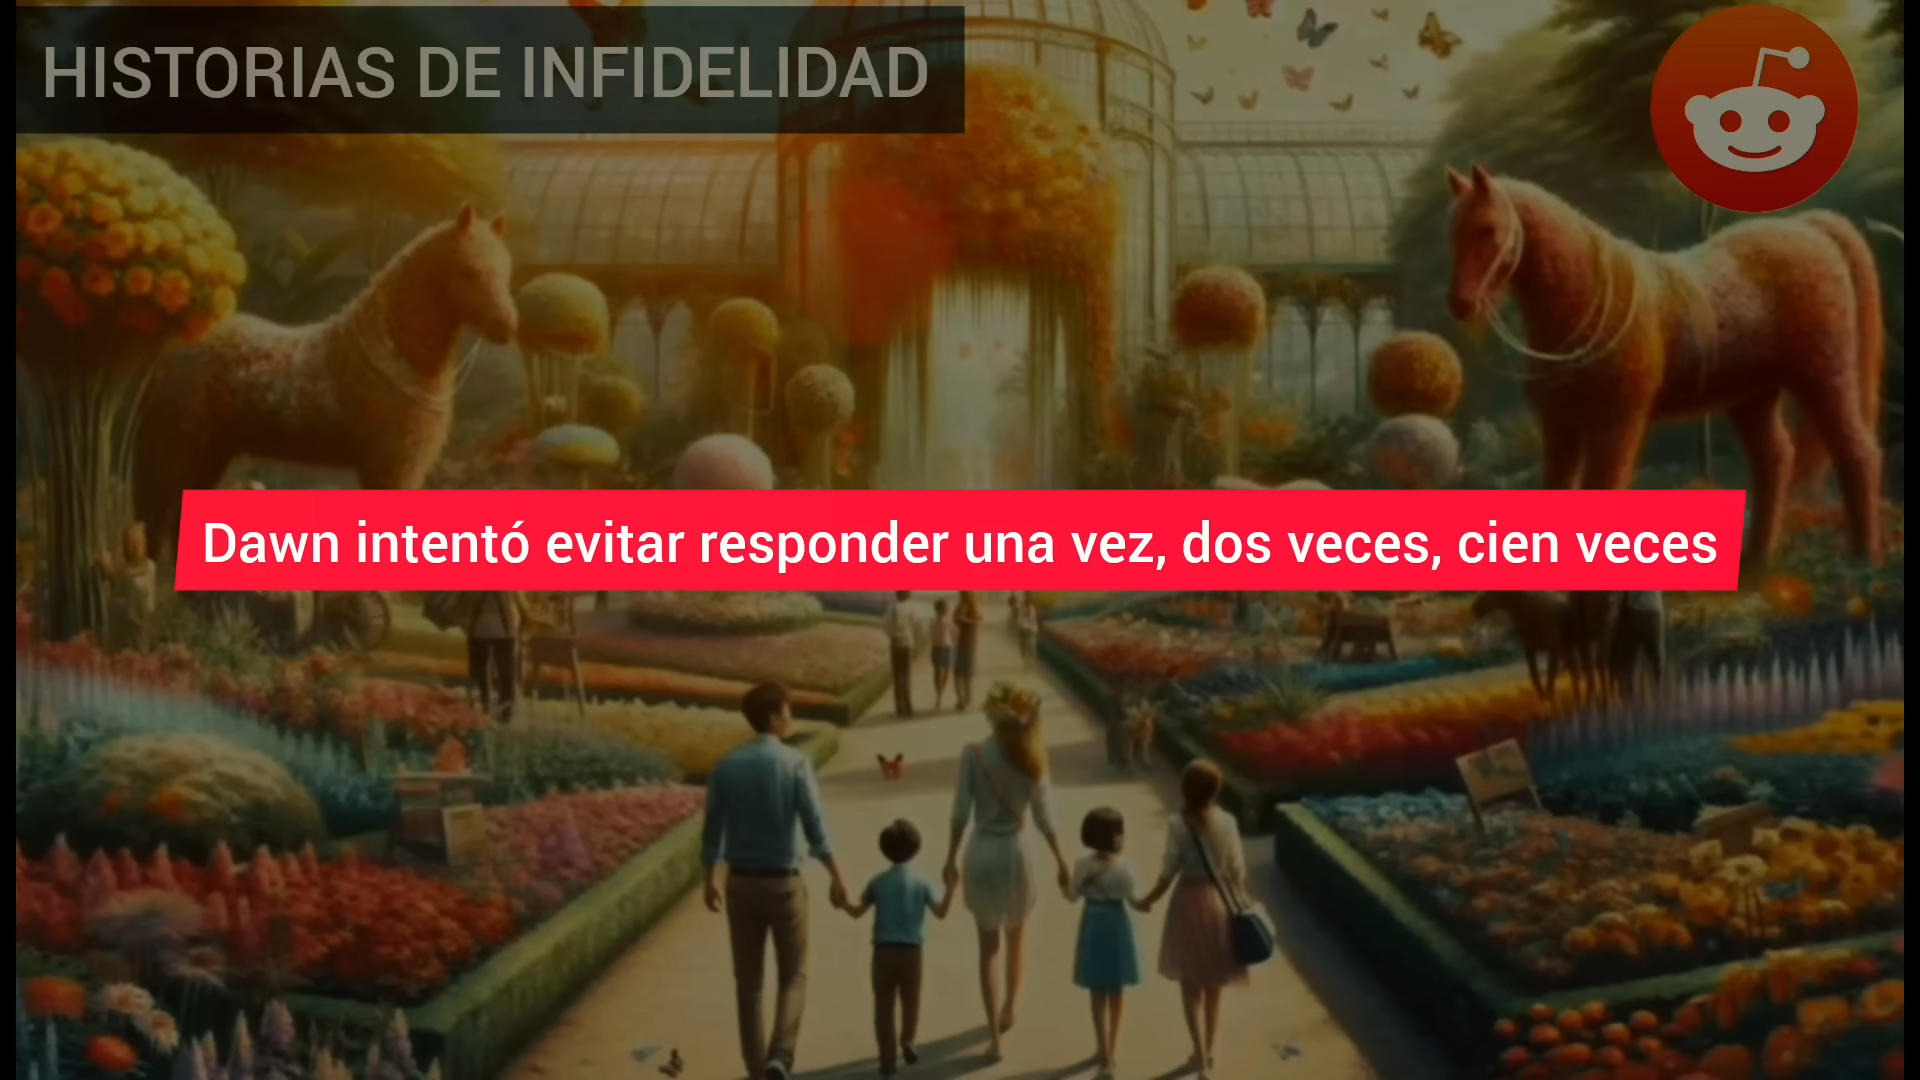 HISTORIAS DE INFIDELIDAD
Dawn intentó evitar responder una vez, dos veces, cien veces